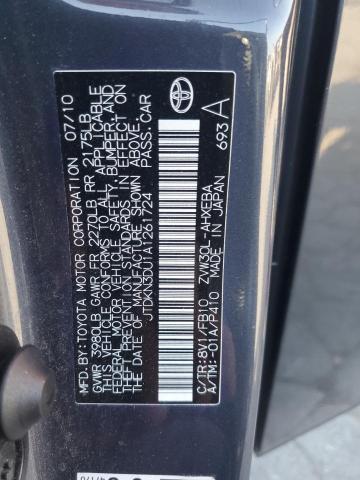 MFD. BY: TOYOTA MOTOR CORPORATION 07/10
GVWR 3980LB GAWR FR 2270LB RR 2175LB
THIS VEHICLE CONFORMS TO ALL APPLICABLE
FEDERAL MOTOR VEHICLE SAFETY, BUMPER, AND
THEFT PREVENTION STANDARDS IN EFFECT ON
THE DATE OF MANUFACTURE SHOWN ABOVE.
JTDKN3DU1A1261724 PASS. CAR
C/TR:8V1/FB10 ZVW30L-AHXEBA
A/TM:-01A/P410 MADE IN JAPAN
693 A
TOYOTA